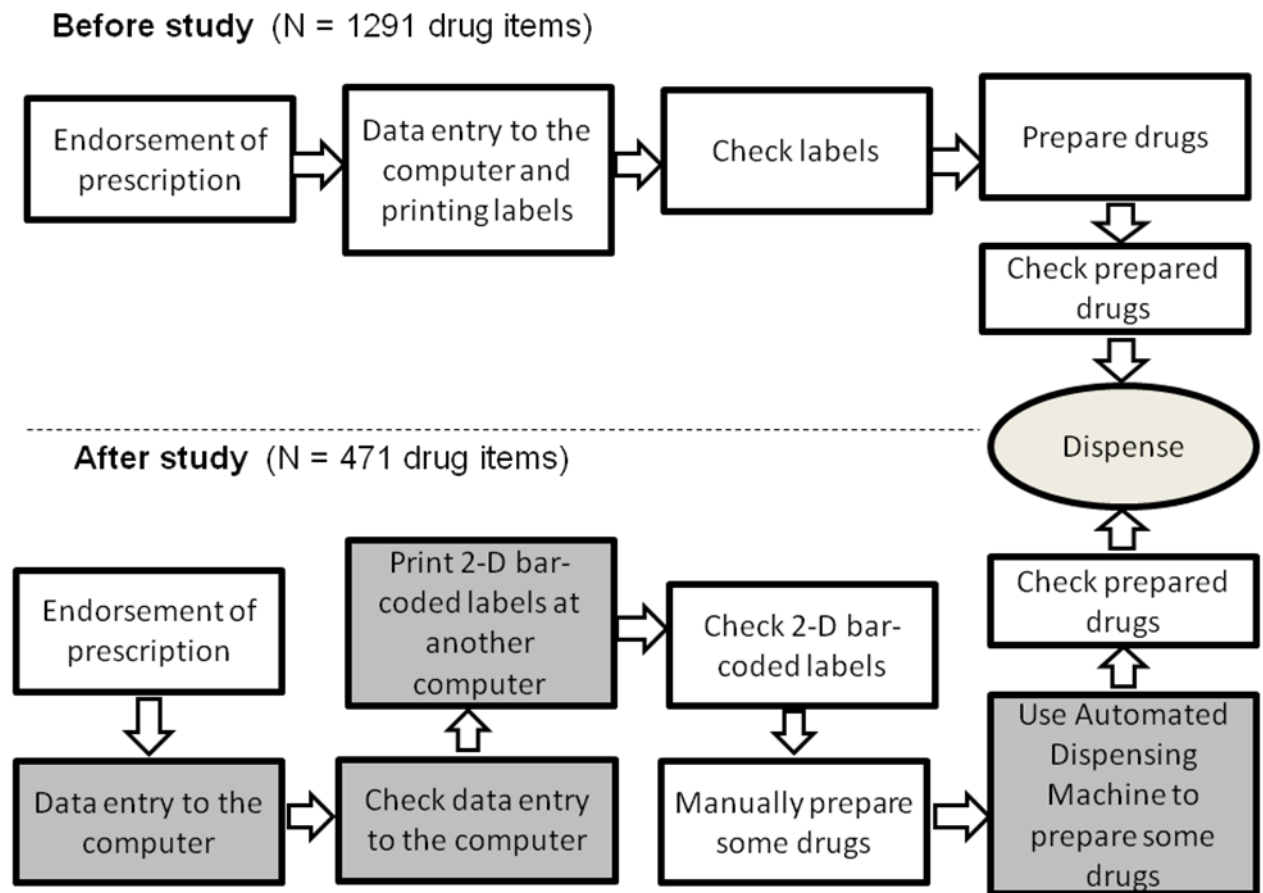 Before study (N = 1291 drug items)
Endorsement of
prescription
Data entry to the
computer and
printing labels
Check labels
Prepare drugs
Check prepared
drugs
Dispense
After study (N = 471 drug items)
Endorsement of
prescription
Data entry to the
computer
Check data entry
to the computer
Print 2-D bar-
coded labels at
another
computer
Check 2-D bar-
coded labels
Manually prepare
some drugs
Use Automated
Dispensing
Machine to
prepare some
drugs
Check prepared
drugs